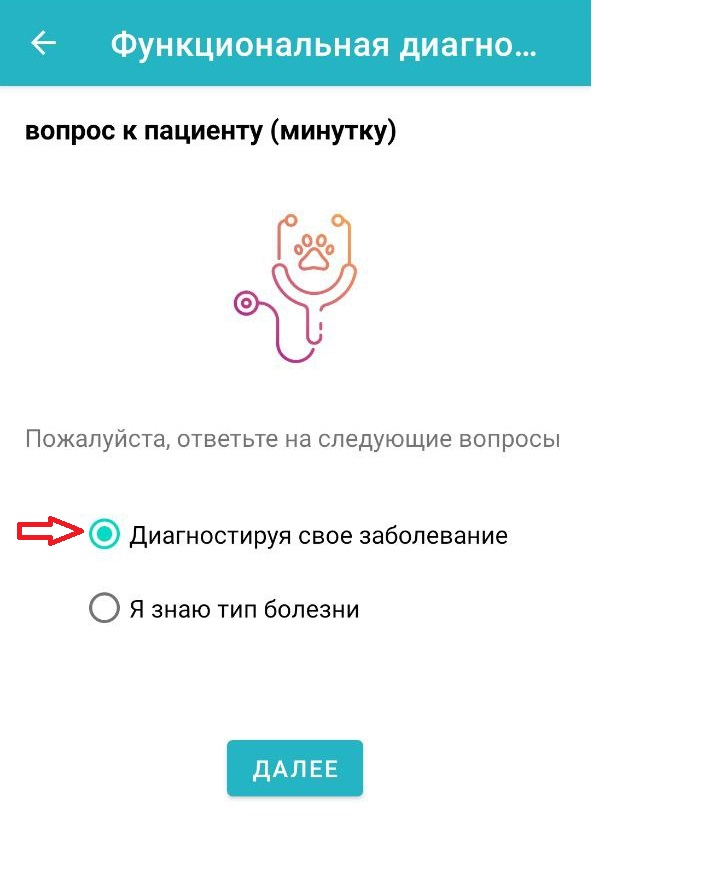 Функциональная диагно...
вопрос к пациенту (минутку)
Пожалуйста, ответьте на следующие вопросы
Диагностируя свое заболевание
Я знаю тип болезни
ДАЛЕЕ